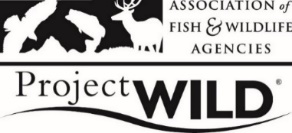 ASSOCIATION of
FISH & WILDLIFE
AGENCIES
Project WILD®